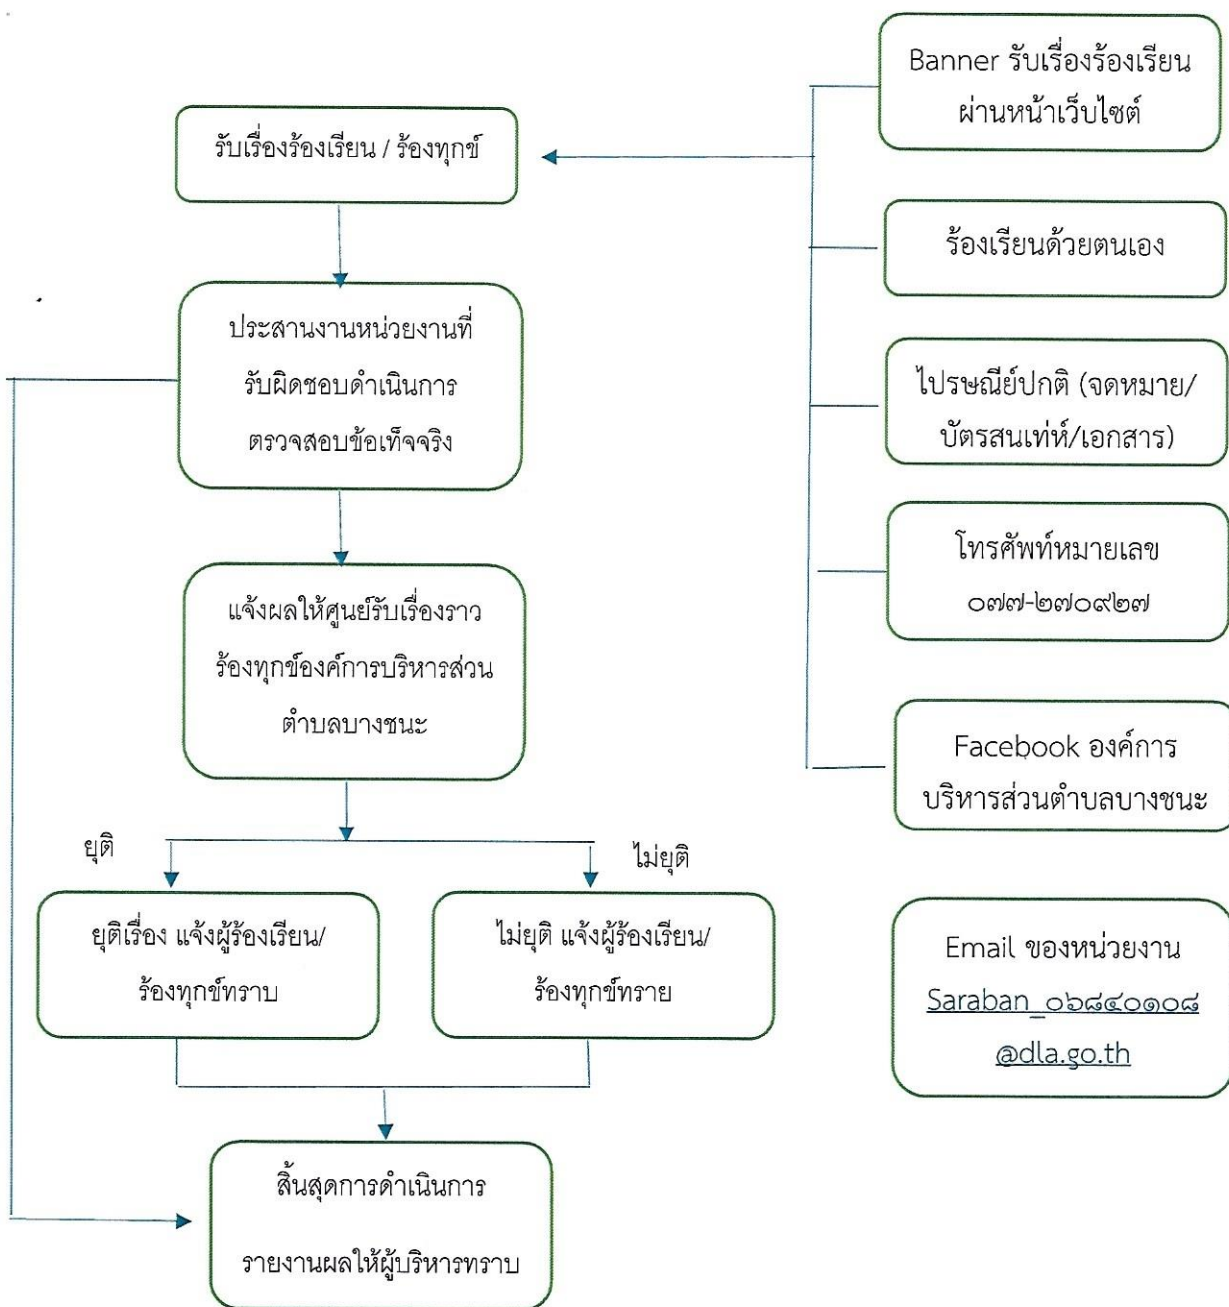 รับเรื่องร้องเรียน / ร้องทุกข์
ประสานงานหน่วยงานที่
รับผิดชอบดำเนินการ
ตรวจสอบข้อเท็จจริง
แจ้งผลให้ศูนย์รับเรื่องราว
ร้องทุกข์องค์การบริหารส่วน
ตำบลบางชนะ
ยุติ
ไม่ยุติ
ยุติเรื่อง แจ้งผู้ร้องเรียน/
ร้องทุกข์ทราบ
ไม่ยุติ แจ้งผู้ร้องเรียน/
ร้องทุกข์ทราย
สิ้นสุดการดำเนินการ
รายงานผลให้ผู้บริหารทราบ
Banner รับเรื่องร้องเรียน
ผ่านหน้าเว็บไซต์
ร้องเรียนด้วยตนเอง
ไปรษณีย์ปกติ (จดหมาย/
บัตรสนเท่ห์/เอกสาร)
โทรศัพท์หมายเลข
๐๗๗-๒๗๐๙๒๗
Facebook องค์การ
บริหารส่วนตำบลบางชนะ
Email ของหน่วยงาน
Saraban_๐๖๘๔๐๑๐๘
@dla.go.th